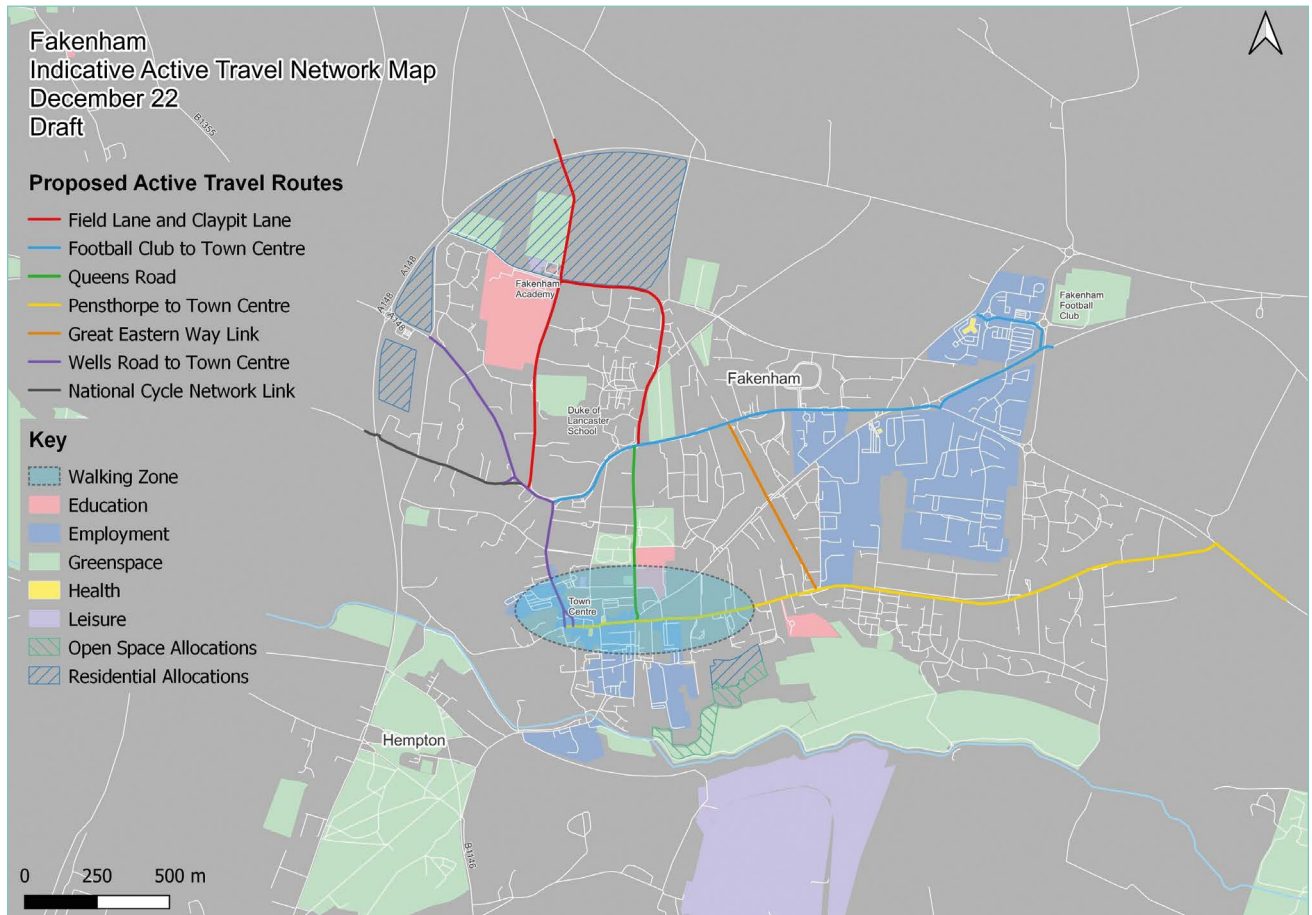 Fakenham
Indicative Active Travel Network Map
December 22
Draft
B1355
Proposed Active Travel Routes
Field Lane and Claypit Lane
Football Club to Town Centre
Queens Road
Pensthorpe to Town Centre
Great Eastern Way Link
Wells Road to Town Centre
National Cycle Network Link
Key
Walking Zone
Education
Employment
Greenspace
Health
Leisure
Open Space Allocations
Residential Allocations
A148
A148
A148
Fakenham
Academy
Duke of
Lancaster
School
Fakenham
Fakenham
Football
Club
Town
Centre
Hempton
B1146
0 250 500 m